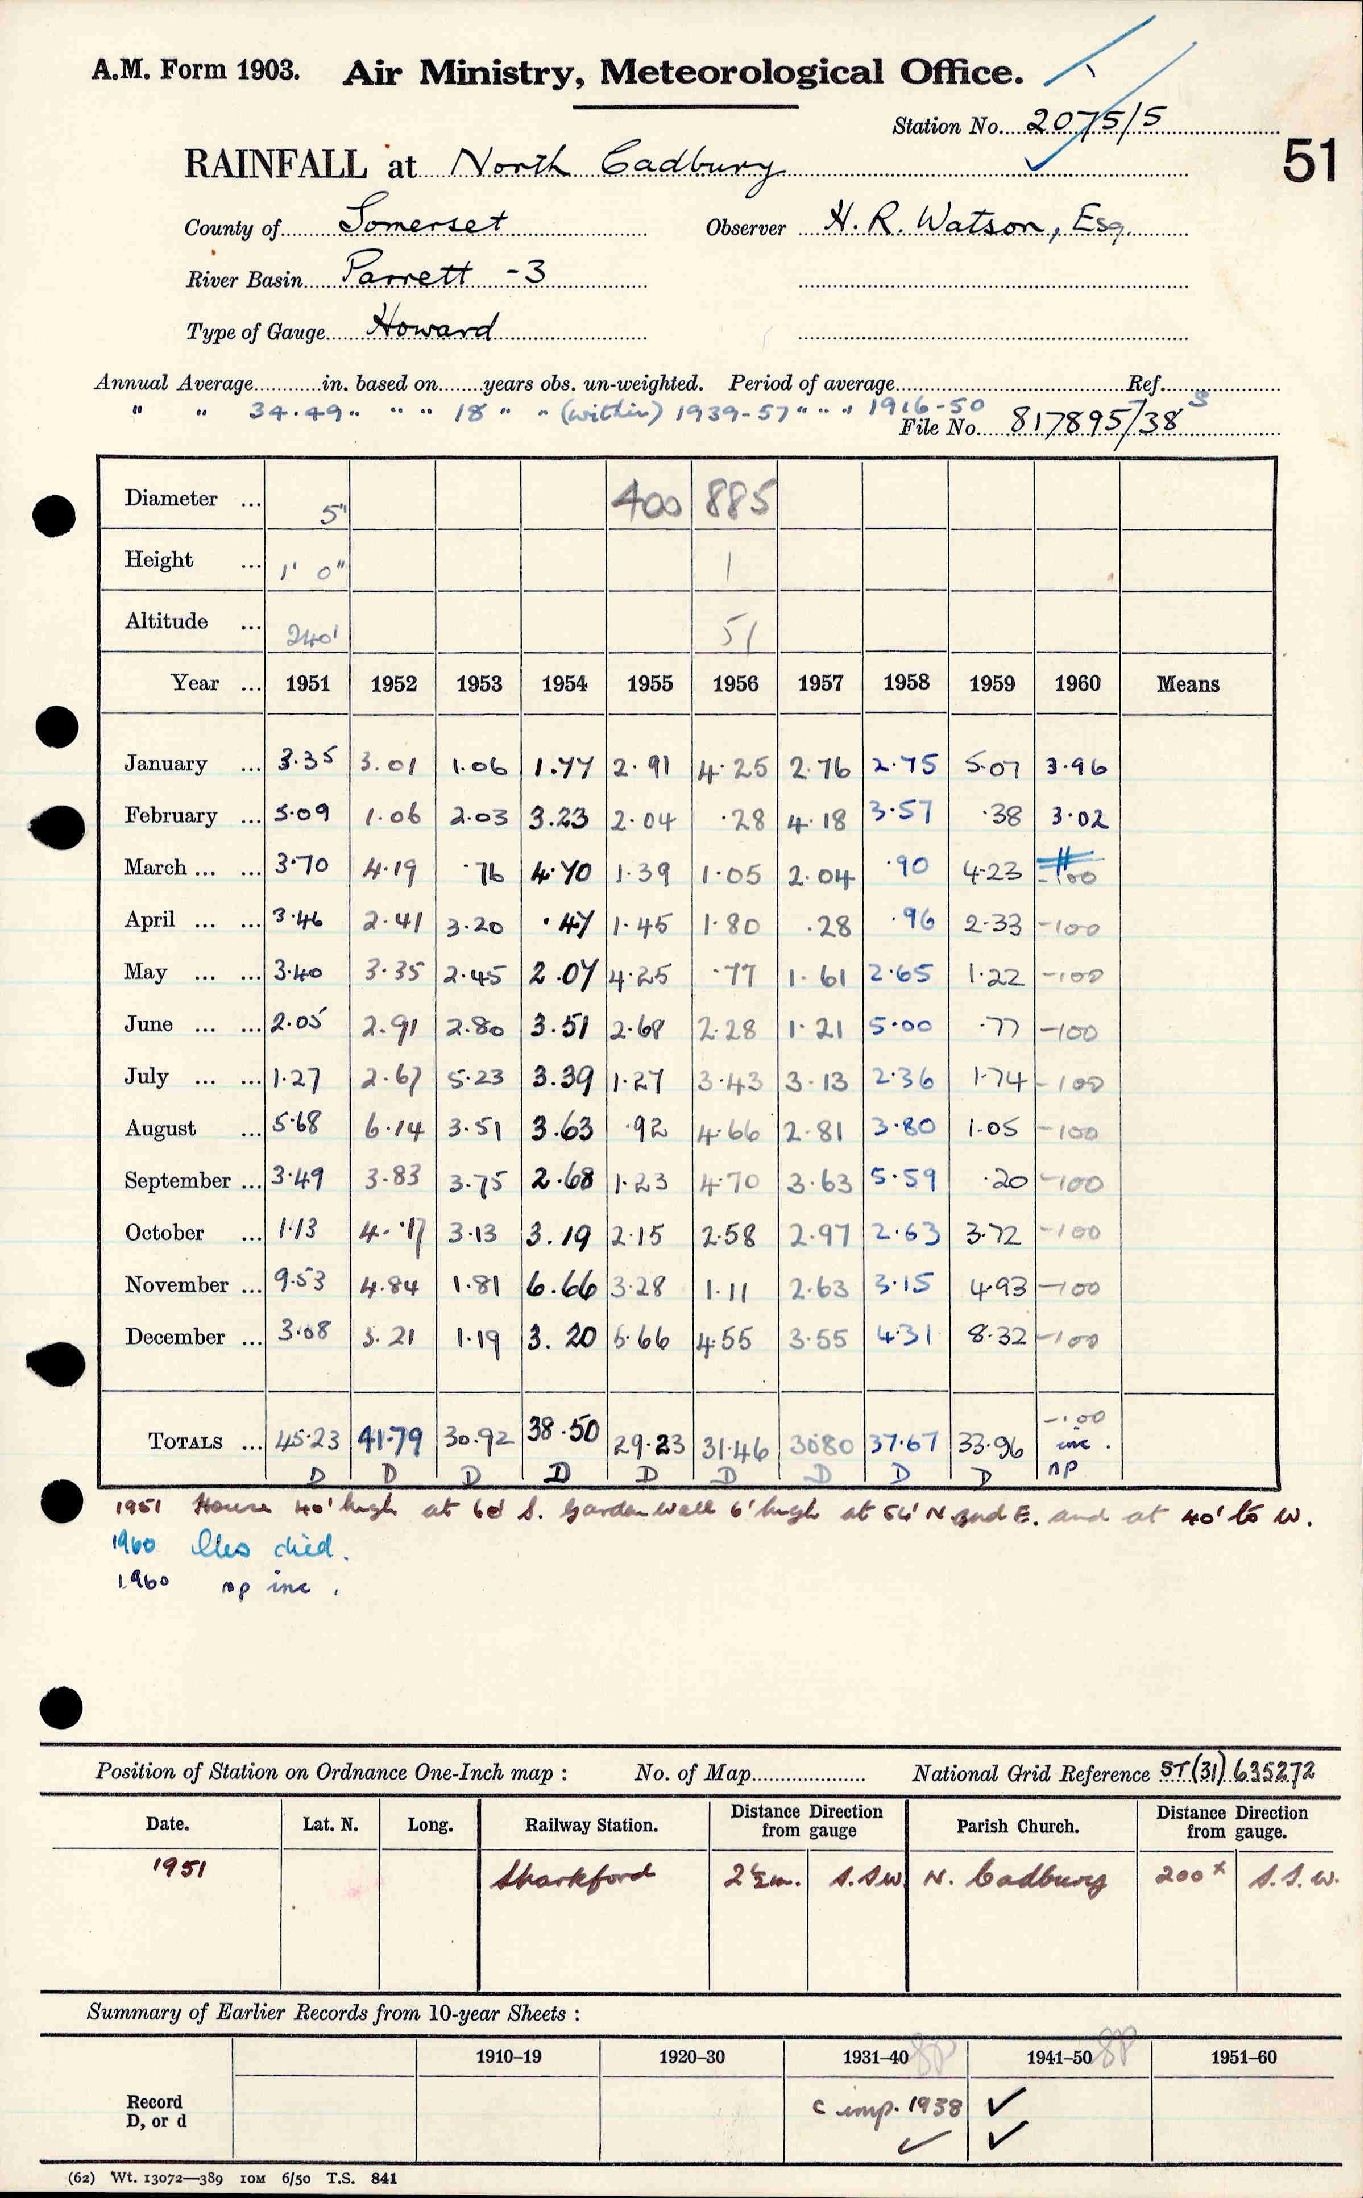 A.M. Form 1903. Air Ministry, Meteorological Office.
Station No. 2075/5
51
RAINFALL at North Cadbury
County of Somerset Observer H. R. Watson, Esq.
River Basin Parrett -3
Type of Gauge Howard
Annual Average in. based on years obs. un-weighted. Period of average Ref.
" " 34.49 " " " " 18 " " (within) 1939-57 " " " 1916-50
File No. 817895/38
Diameter ... 5" 400 885
Height ... 1' 0" 1
Altitude ... 240' 51
Year ... 1951 1952 1953 1954 1955 1956 1957 1958 1959 1960 Means
January ... 3.35 3.01 1.06 1.77 2.91 4.25 2.76 2.75 5.07 3.96
February ... 5.09 1.06 2.03 3.23 2.04 .28 4.18 3.57 .38 3.02
March ... ... 3.70 4.19 .76 4.70 1.39 1.05 2.04 .90 4.23 -100
April ... ... 3.46 2.41 3.20 .47 1.45 1.80 .28 .96 2.33 -100
May ... ... 3.40 3.35 2.45 2.07 4.25 .77 1.61 2.65 1.22 -100
June ... ... 2.05 2.91 2.80 3.51 2.68 2.28 1.21 5.00 .77 -100
July ... ... 1.27 2.67 5.23 3.39 1.27 3.43 3.13 2.36 1.74 -100
August ... 5.68 6.14 3.51 3.63 .92 4.66 2.81 3.80 1.05 -100
September ... 3.49 3.83 3.75 2.68 1.23 4.70 3.63 5.59 .20 -100
October ... 1.13 4.17 3.13 3.19 2.15 2.58 2.97 2.63 3.72 -100
November ... 9.53 4.84 1.81 6.66 3.28 1.11 2.63 3.15 4.93 -100
December ... 3.08 3.21 1.19 3.20 5.66 4.55 3.55 4.31 8.32 -100
TOTALS ... 45.23 41.79 30.92 38.50 29.23 31.46 30.80 37.67 33.96 -1.00 inc. np
D D D D D D D D D
1951 House 40' high at 60' S. Garden wall 6' high at 54' N and E. and at 40' to W.
1960 Obs died.
1960 np inc.
Position of Station on Ordnance One-Inch map : No. of Map National Grid Reference ST (31) 635272
Date. Lat. N. Long. Railway Station. Distance Direction from gauge Parish Church. Distance Direction from gauge.
1951 Sparkford 2½m. S.SW N. Cadbury 200x S.S.W.
Summary of Earlier Records from 10-year Sheets :
1910-19 1920-30 1931-40 1941-50 1951-60
Record D, or d c imp. 1938 ✓ ✓ ✓
(62) Wt. 13072—389 10M 6/50 T.S. 841